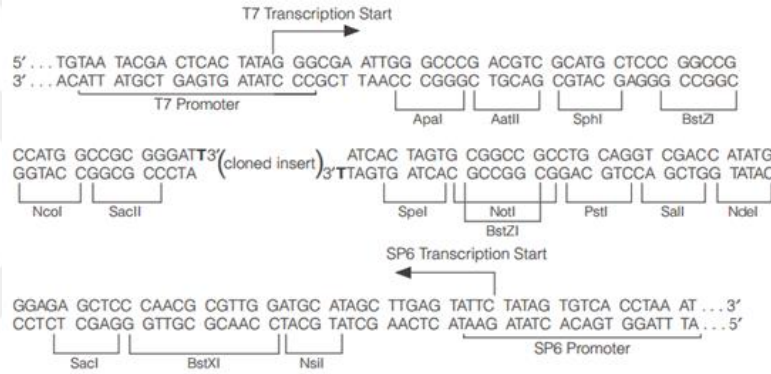 T7 Transcription Start
5′ . . . TGTAA TACGA CTCAC TATAG GGCGA ATTGG GCCCG ACGTC GCATG CTCCC GGCCG
3′ . . . ACATT ATGCT GAGTG ATATC CCGCT TAACC CGGGC TGCAG CGTAC GAGGG CCGGC
T7 Promoter
ApaI AatII SphI BstZI
CCATG GCCGC GGGATT3′ (cloned insert) ATCAC TAGTG CGGCC GCCTG CAGGT CGACC ATATG
GGTAC CGGCG CCCTA 3′TTAGTG ATCAC GCCGG CGGAC GTCCA GCTGG TATAC
NcoI SacII SpeI NotI PstI SalI NdeI
BstZI
SP6 Transcription Start
GGAGA GCTCC CAACG CGTTG GATGC ATAGC TTGAG TATTC TATAG TGTCA CCTAA AT . . . 3′
CCTCT CGAGG GTTGC GCAAC CTACG TATCG AACTC ATAAG ATATC ACAGT GGATT TA . . . 5′
SacI BstXI NsiI SP6 Promoter